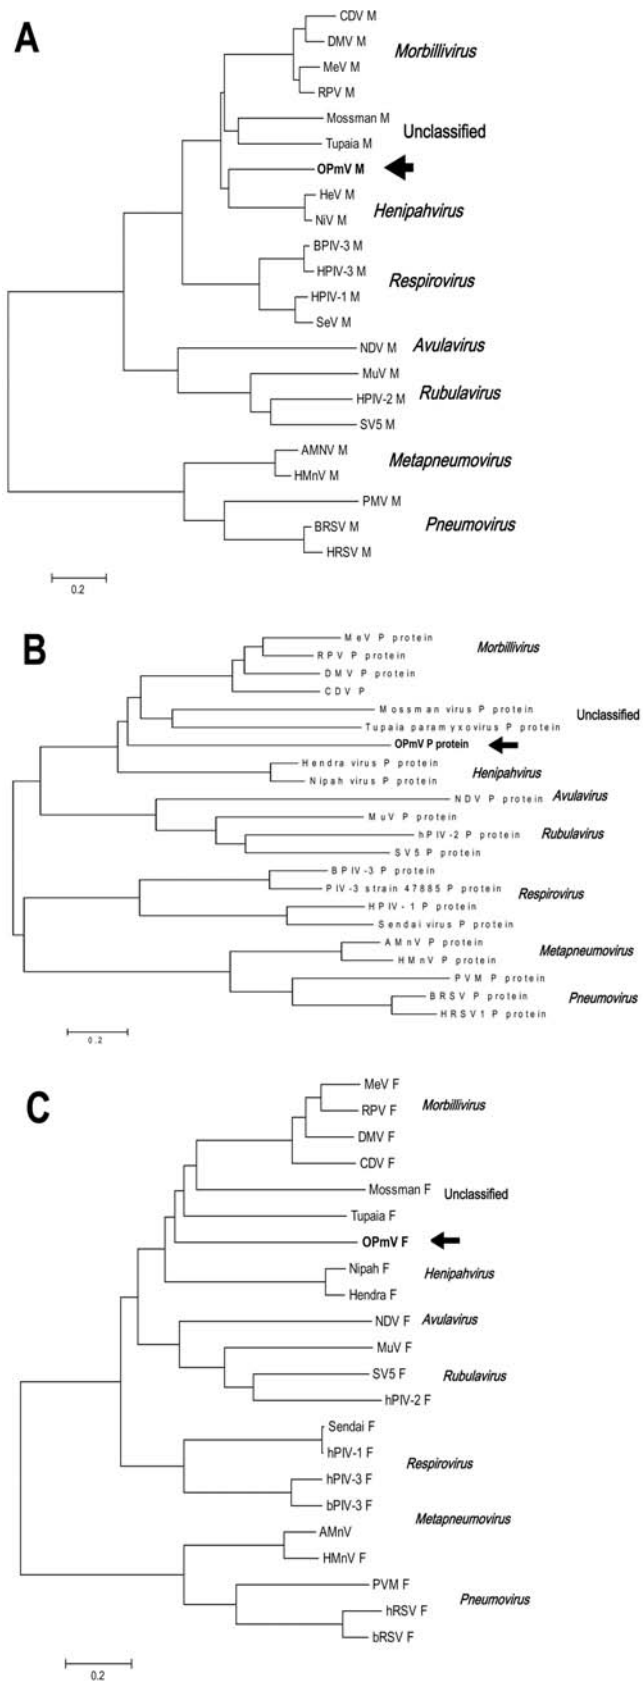 A
CDV M
DMV M
Morbillivirus
MeV M
RPV M
Mossman M
Unclassified
Tupaia M
OPmV M
HeV M
Henipahvirus
NiV M
BPIV-3 M
HPIV-3 M
Respirovirus
HPIV-1 M
SeV M
NDV M Avulavirus
MuV M
HPIV-2 M Rubulavirus
SV5 M
AMNV M
Metapneumovirus
HMnV M
PMV M
BRSV M Pneumovirus
HRSV M
0.2
B
MeV P protein
Morbillivirus
RPV P protein
DMV P protein
CDV P
Mossman virus P protein
Unclassified
Tupaia paramyxovirus P protein
OPmV P protein
Hendra virus P protein
Henipahvirus
Nipah virus P protein
NDV P protein Avulavirus
MuV P protein
hPIV-2 P protein Rubulavirus
SV5 P protein
BPIV-3 P protein
PIV-3 strain 47885 P protein Respirovirus
HPIV-1 P protein
Sendai virus P protein
AMnV P protein
Metapneumovirus
HMnV P protein
PVM P protein
BRSV P protein Pneumovirus
HRSV1 P protein
0.2
C
MeV F
Morbillivirus
RPV F
DMV F
CDV F
Mossman F
Unclassified
Tupaia F
OPmV F
Nipah F
Henipahvirus
Hendra F
NDV F Avulavirus
MuV F
SV5 F Rubulavirus
hPIV-2 F
Sendai F
hPIV-1 F
Respirovirus
hPIV-3 F
bPIV-3 F
Metapneumovirus
AMnV
HMnV F
PVM F
Pneumovirus
hRSV F
bRSV F
0.2